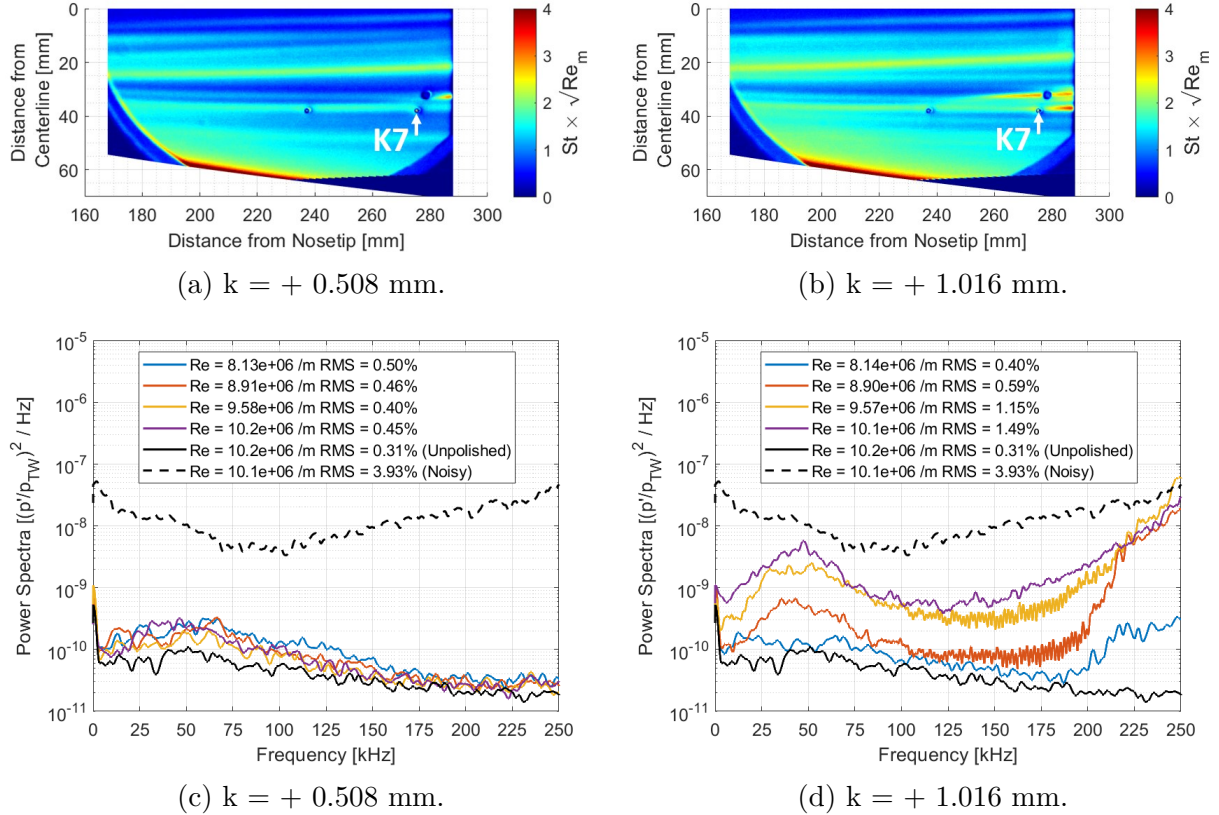 0
20
40
60
Distance from
Centerline [mm]
160 180 200 220 240 260 280 300
Distance from Nosetip [mm]
K7
4
3
2
1
0
St × √Re_m
(a) k = + 0.508 mm.
0
20
40
60
Distance from
Centerline [mm]
160 180 200 220 240 260 280 300
Distance from Nosetip [mm]
K7
4
3
2
1
0
St × √Re_m
(b) k = + 1.016 mm.
10^-5
10^-6
10^-7
10^-8
10^-9
10^-10
10^-11
Power Spectra [(p'/p_TW)^2 / Hz]
Re = 8.13e+06 /m RMS = 0.50%
Re = 8.91e+06 /m RMS = 0.46%
Re = 9.58e+06 /m RMS = 0.40%
Re = 10.2e+06 /m RMS = 0.45%
Re = 10.2e+06 /m RMS = 0.31% (Unpolished)
Re = 10.1e+06 /m RMS = 3.93% (Noisy)
0 25 50 75 100 125 150 175 200 225 250
Frequency [kHz]
(c) k = + 0.508 mm.
10^-5
10^-6
10^-7
10^-8
10^-9
10^-10
10^-11
Power Spectra [(p'/p_TW)^2 / Hz]
Re = 8.14e+06 /m RMS = 0.40%
Re = 8.90e+06 /m RMS = 0.59%
Re = 9.57e+06 /m RMS = 1.15%
Re = 10.1e+06 /m RMS = 1.49%
Re = 10.2e+06 /m RMS = 0.31% (Unpolished)
Re = 10.1e+06 /m RMS = 3.93% (Noisy)
0 25 50 75 100 125 150 175 200 225 250
Frequency [kHz]
(d) k = + 1.016 mm.